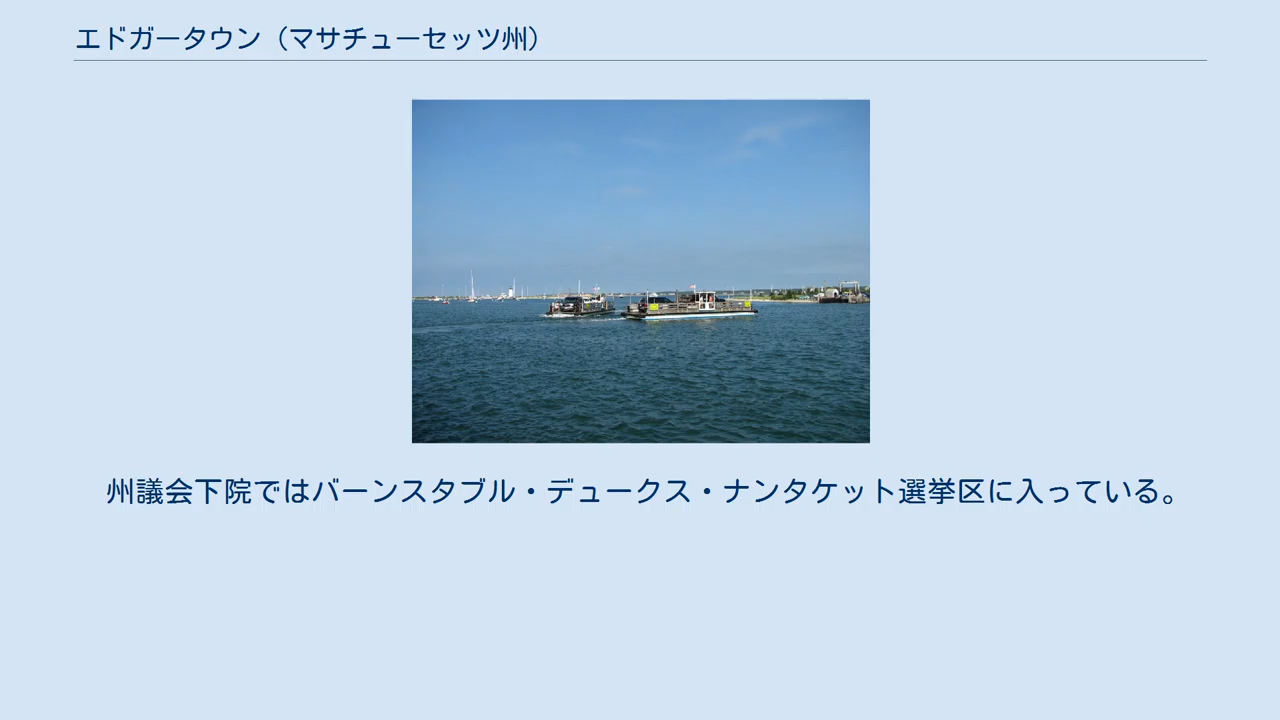 エドガータウン（マサチューセッツ州）
州議会下院ではバーンスタブル・デュークス・ナンタケット選挙区に入っている。